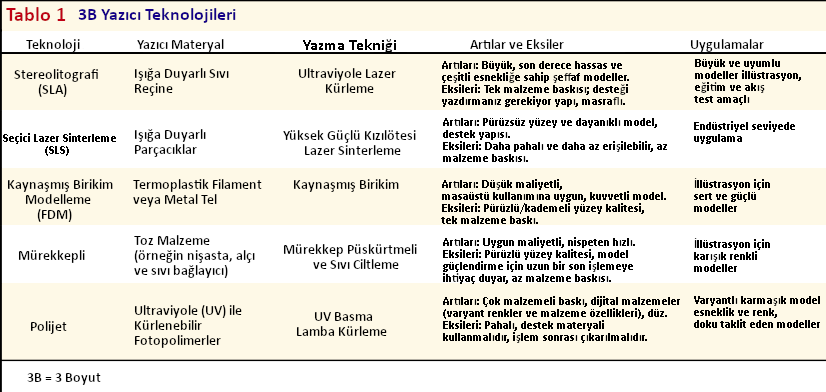 Tablo 1 3B Yazıcı Teknolojileri
Teknoloji Yazıcı Materyal Yazma Tekniği Artılar ve Eksiler Uygulamalar
Stereolitografi
(SLA)
Işığa Duyarlı Sıvı
Reçine
Ultraviyole Lazer
Kürleme
Artıları: Büyük, son derece hassas ve
çeşitli esnekliğe sahip şeffaf modeller.
Eksileri: Tek malzeme baskısı; desteği
yazdırmanız gerekiyor yapı, masraflı.
Büyük ve uyumlu
modeller illüstrasyon,
eğitim ve akış
test amaçlı
Seçici Lazer Sinterleme
(SLS)
Işığa Duyarlı
Parçacıklar
Yüksek Güçlü Kızılötesi
Lazer Sinterleme
Artıları: Pürüzsüz yüzey ve dayanıklı model,
destek yapısı.
Eksileri: Daha pahalı ve daha az erişilebilir, az
malzeme baskısı.
Endüstriyel seviyede
uygulama
Kaynaşmış Birikim
Modelleme
(FDM)
Termoplastik Filament
veya Metal Tel
Kaynaşmış Birikim
Artıları: Düşük maliyetli,
masaüstü kullanımına uygun, kuvvetli model.
Eksileri: Pürüzlü/kademeli yüzey kalitesi,
tek malzeme baskı.
İllüstrasyon için
sert ve güçlü
modeller
Mürekkepli
Toz Malzeme
(örneğin nişasta, alçı
ve sıvı bağlayıcı)
Mürekkep Püskürtmeli
ve Sıvı Ciltleme
Artıları: Uygun maliyetli, nispeten hızlı.
Eksileri: Pürüzlü yüzey kalitesi, model
güçlendirme için uzun bir son işlemeye
ihtiyaç duyar, az malzeme baskısı.
İllüstrasyon için
karışık renkli
modeller
Polijet
Ultraviyole (UV) ile
Kürlenebilir
Fotopolimerler
UV Basma
Lamba Kürleme
Artıları: Çok malzemeli baskı, dijital malzemeler
(varyant renkler ve malzeme özellikleri), düz.
Eksileri: Pahalı, destek materyali
kullanmalıdır, işlem sonrası çıkarılmalıdır.
Varyantlı karmaşık model
esneklik ve renk,
doku taklit eden modeller
3B = 3 Boyut